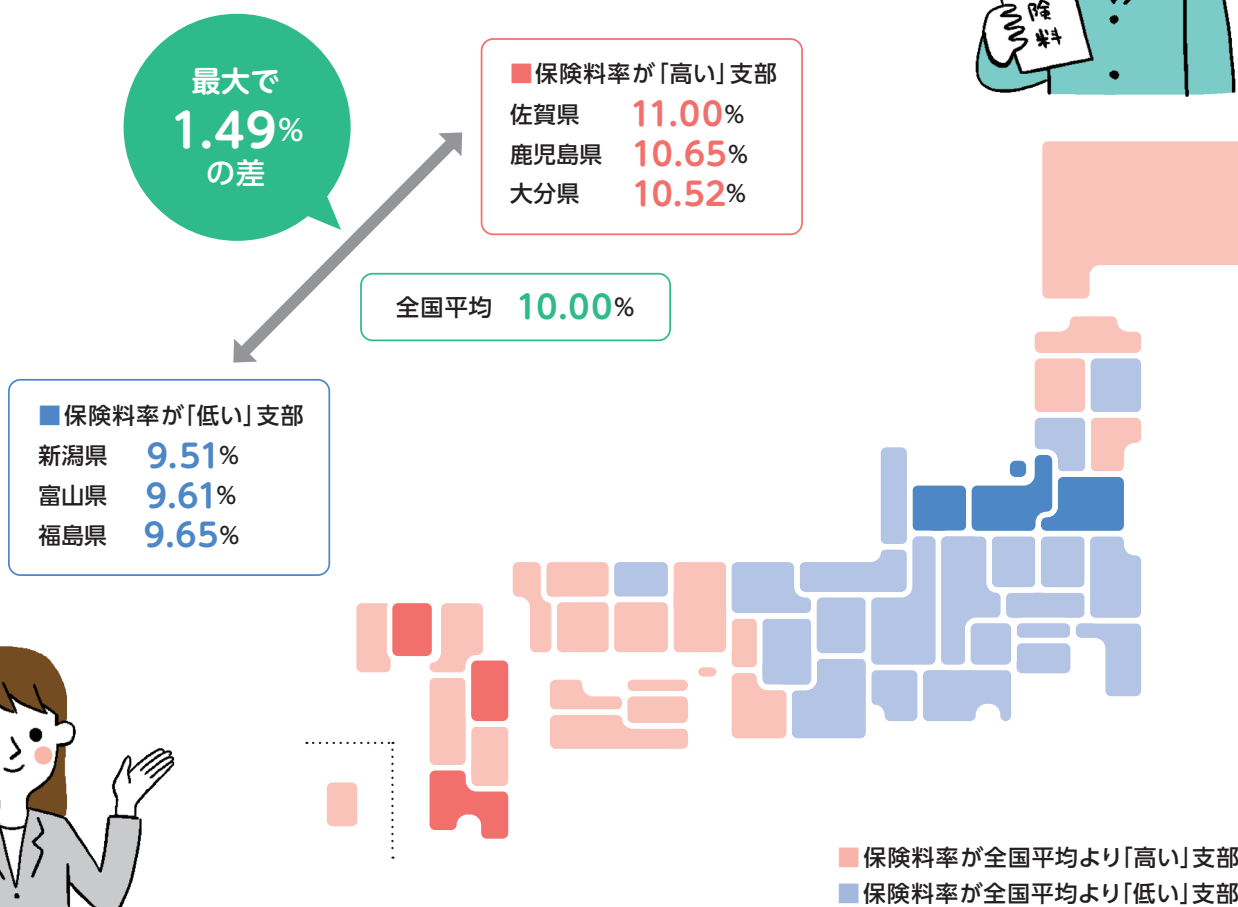 険
料
最大で
1.49%
の差
■保険料率が「高い」支部
佐賀県 11.00%
鹿児島県 10.65%
大分県 10.52%
全国平均 10.00%
■保険料率が「低い」支部
新潟県 9.51%
富山県 9.61%
福島県 9.65%
■保険料率が全国平均より「高い」支部
■保険料率が全国平均より「低い」支部